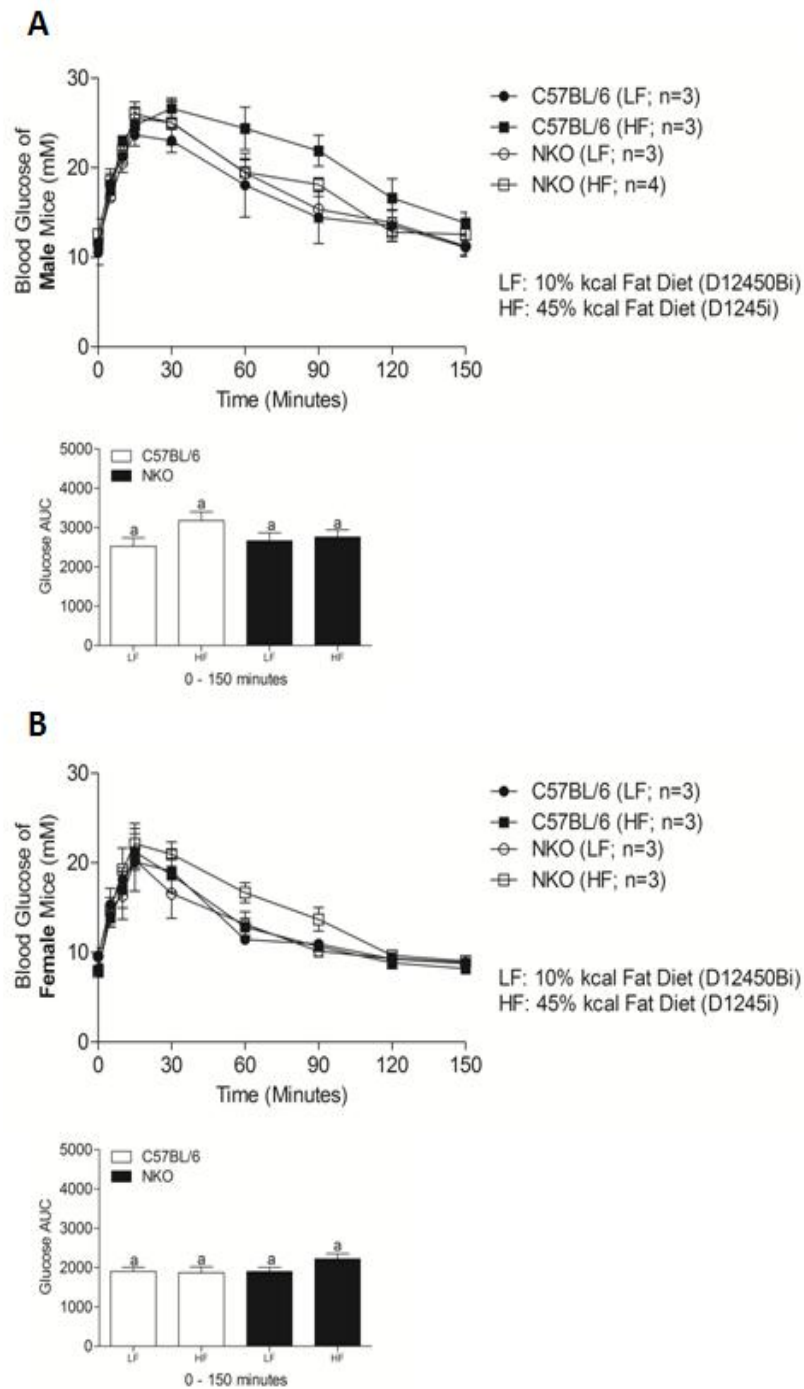 A
30
20
10
0
Blood Glucose of
Male Mice (mM)
0 30 60 90 120 150
Time (Minutes)
C57BL/6 (LF; n=3)
C57BL/6 (HF; n=3)
NKO (LF; n=3)
NKO (HF; n=4)
LF: 10% kcal Fat Diet (D12450Bi)
HF: 45% kcal Fat Diet (D1245i)
5000
4000
3000
2000
1000
0
Glucose AUC
C57BL/6
NKO
a a a a
LF HF LF HF
0 - 150 minutes
B
30
20
10
0
Blood Glucose of
Female Mice (mM)
0 30 60 90 120 150
Time (Minutes)
C57BL/6 (LF; n=3)
C57BL/6 (HF; n=3)
NKO (LF; n=3)
NKO (HF; n=3)
LF: 10% kcal Fat Diet (D12450Bi)
HF: 45% kcal Fat Diet (D1245i)
5000
4000
3000
2000
1000
0
Glucose AUC
C57BL/6
NKO
a a a a
LF HF LF HF
0 - 150 minutes